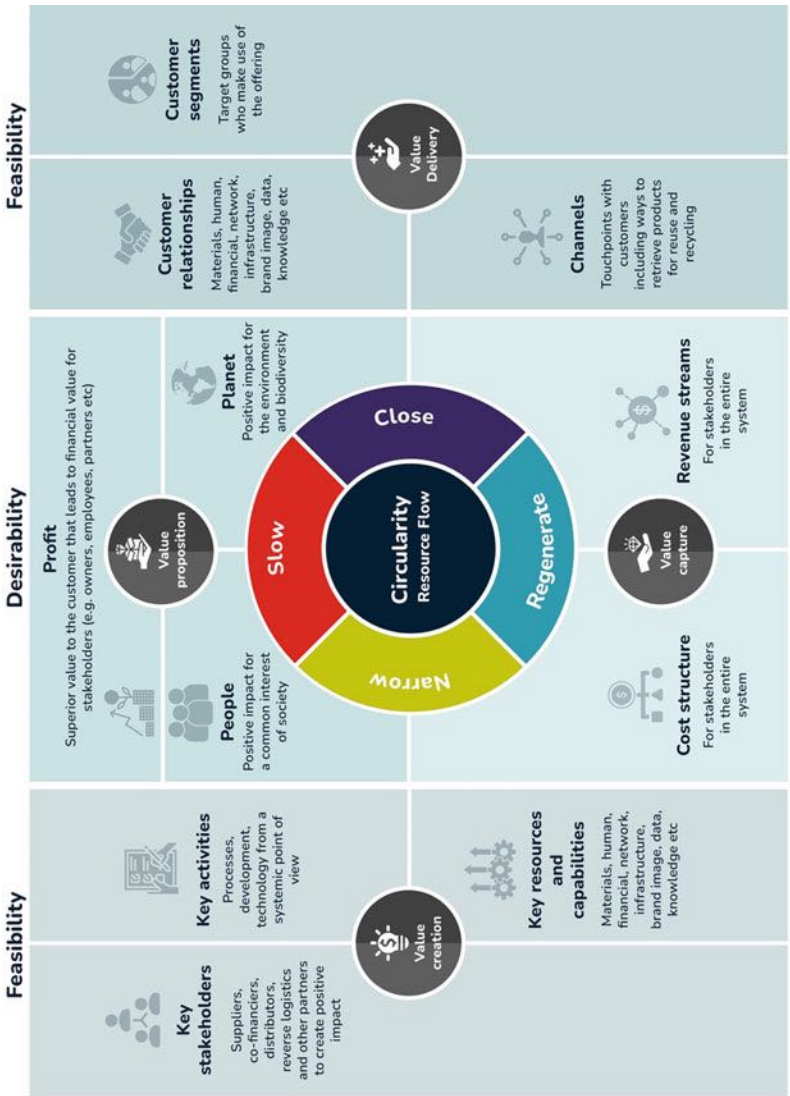 Feasibility
Desirability
Feasibility
Key
stakeholders
Suppliers,
co-financiers,
distributors,
reverse logistics
and other partners
to create positive
impact
Key activities
Processes,
development,
technology from a
systemic point of
view
Value
creation
Key resources
and
capabilities
Materials, human,
financial, network,
infrastructure,
brand image, data,
knowledge etc
Profit
Superior value to the customer that leads to financial value for
stakeholders (e.g. owners, employees, partners etc)
Value
proposition
People
Positive impact for
a common interest
of society
Planet
Positive impact for
the environment
and biodiversity
Slow
Close
Regenerate
Narrow
Circularity
Resource Flow
Cost structure
For stakeholders
in the entire
system
$
Value
capture
Revenue streams
For stakeholders
in the entire
system
$
Customer
relationships
Materials, human,
financial, network,
infrastructure,
brand image, data,
knowledge etc
Customer
segments
Target groups
who make use of
the offering
Value
Delivery
Channels
Touchpoints with
customers
including ways to
retrieve products
for reuse and
recycling